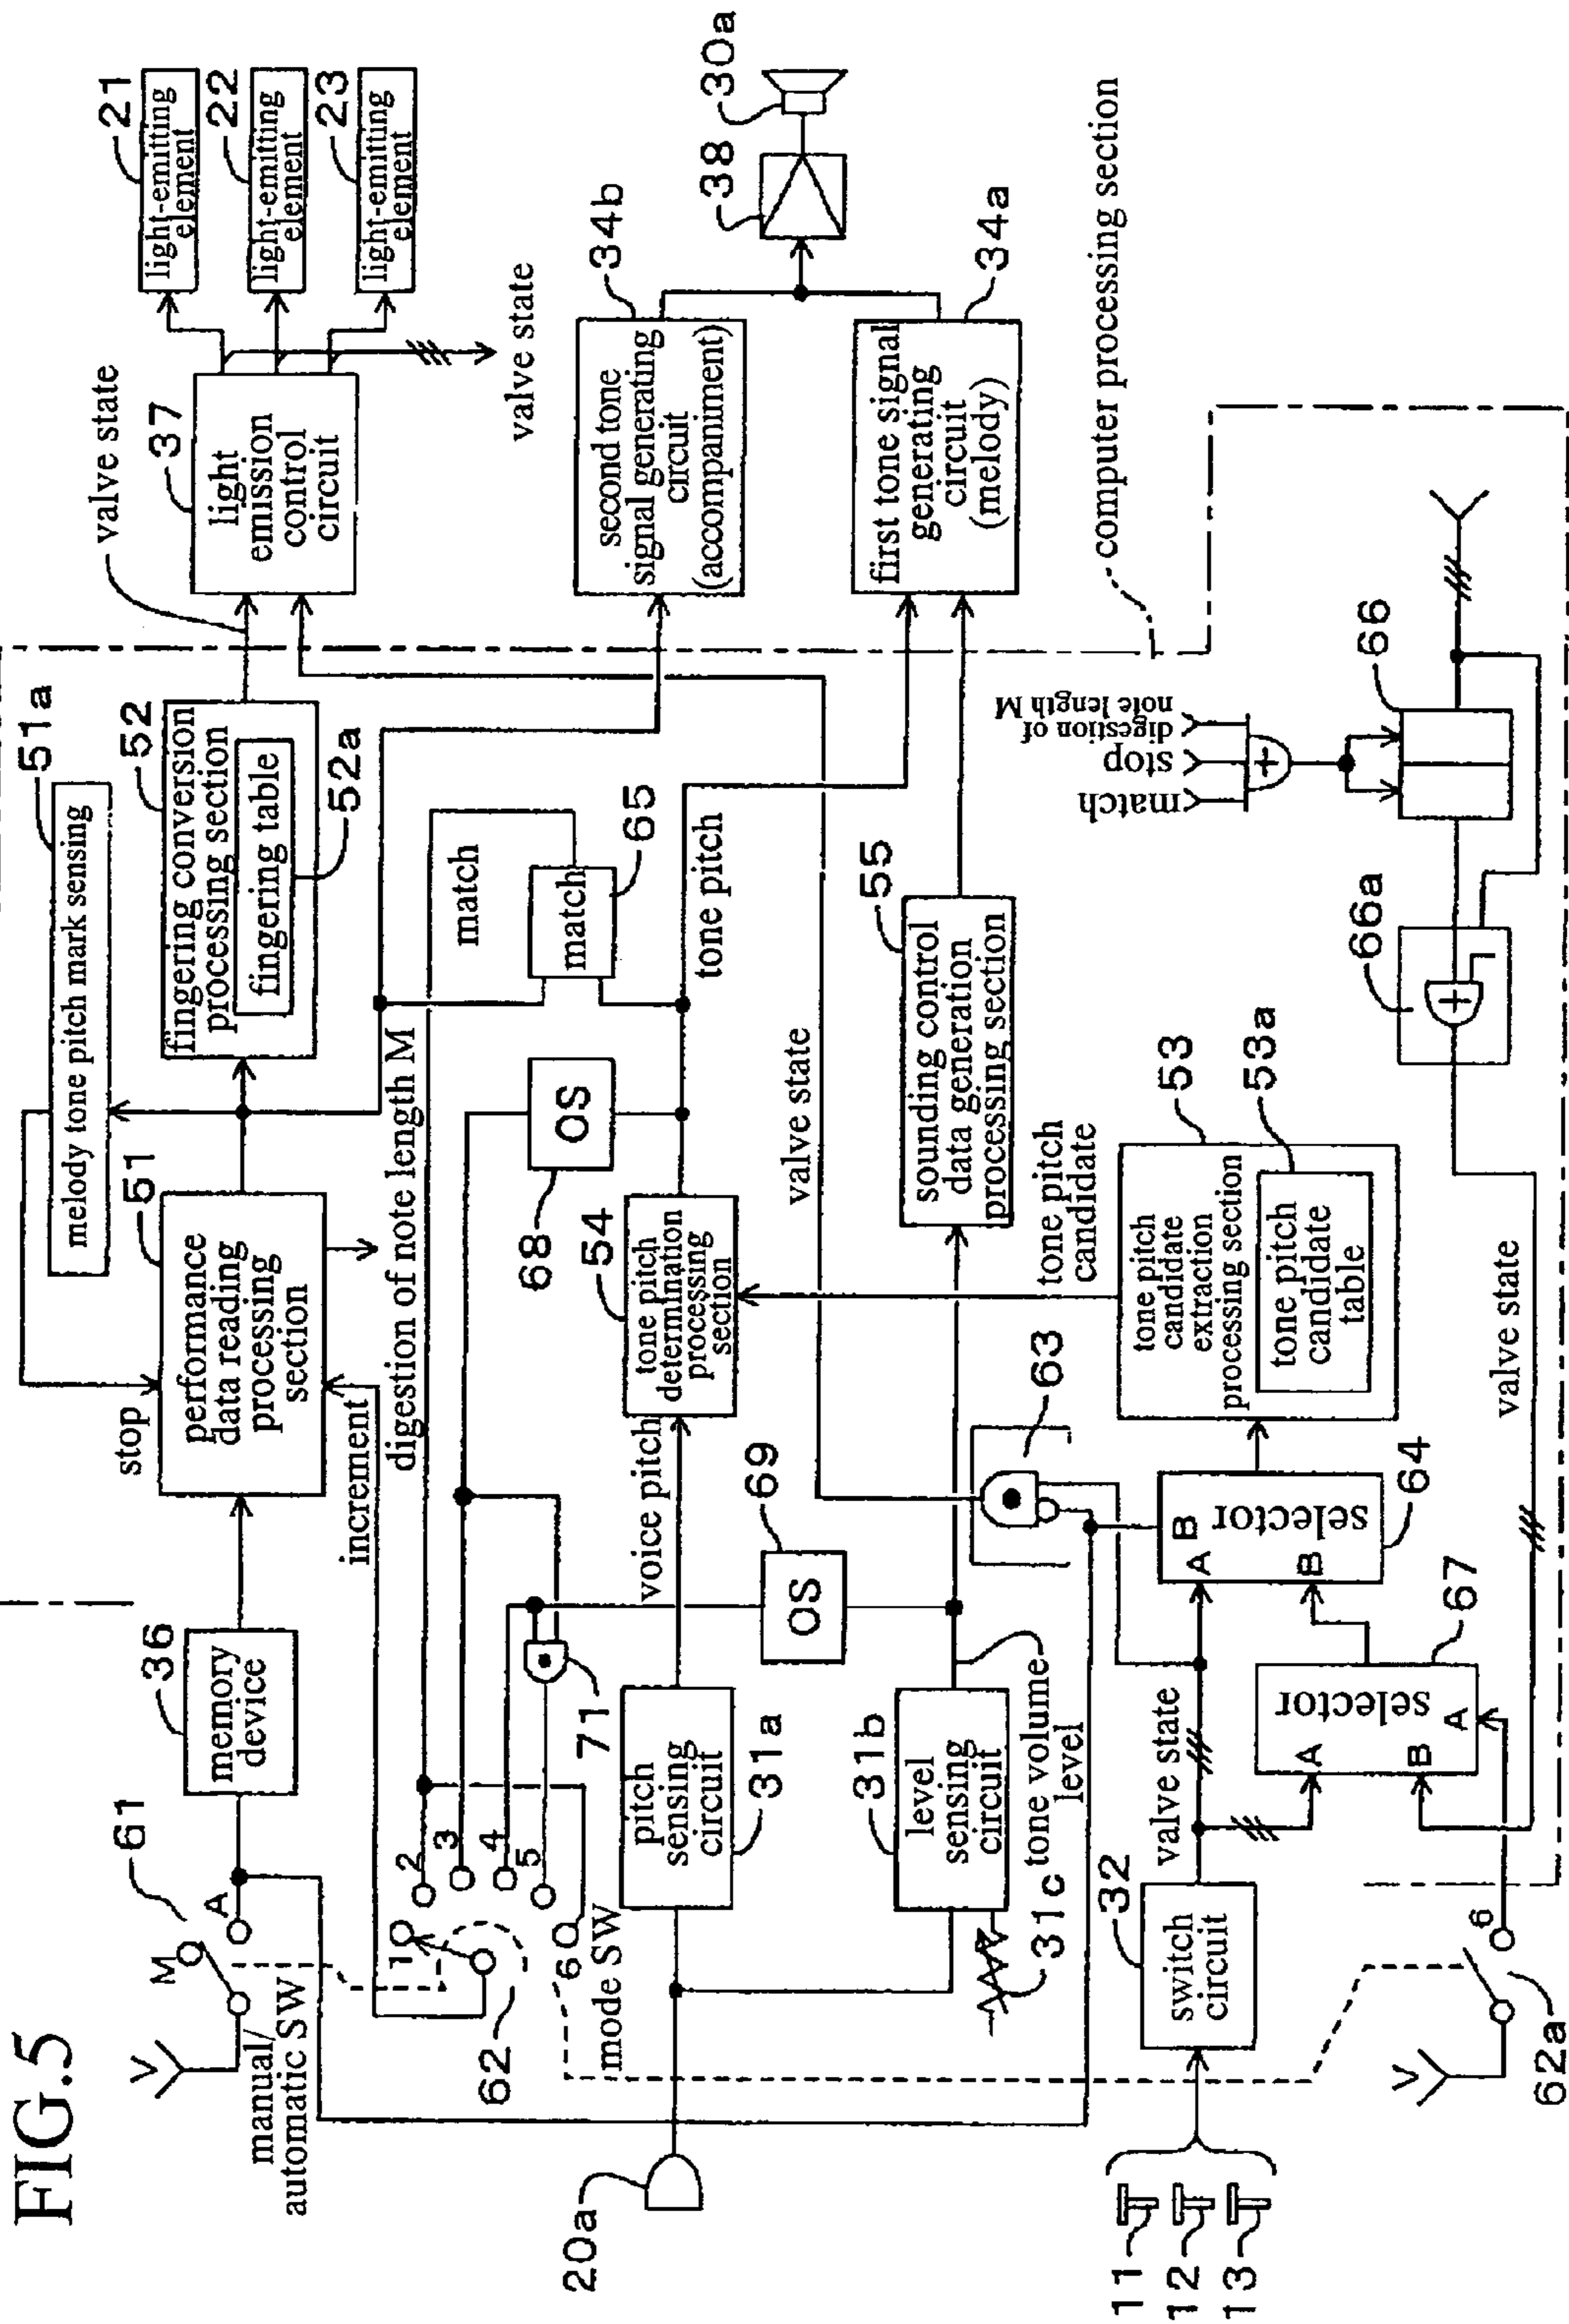 FIG.5
V
manual/
automatic SW
M
A
61
36
memory
device
stop
increment
51
performance
data reading
processing
section
51a
melody tone pitch mark sensing
52
fingering conversion
processing section
fingering table
52a
valve state
37
light
emission
control
circuit
21
light-emitting
element
22
light-emitting
element
23
light-emitting
element
valve state
digestion of note length M
1
2
3
4
5
6
62
mode SW
71
match
match
65
OS
68
voice pitch
54
tone pitch
determination
processing
section
tone pitch
34b
second tone
signal generating
circuit
(accompaniment)
38
30a
20a
pitch
sensing
circuit
31a
OS
69
valve state
55
sounding control
data generation
processing section
first tone signal
generating
circuit
(melody)
34a
level
sensing
circuit
31b
31c
tone volume
level
63
tone pitch
candidate
computer processing section
11
12
13
32
switch
circuit
valve state
A
B
B
selector
64
A
B
A
selector
67
53
tone pitch
candidate
extraction
processing section
53a
tone pitch
candidate
table
match
stop
digestion of
note length M
66
66a
valve state
V
6
62a